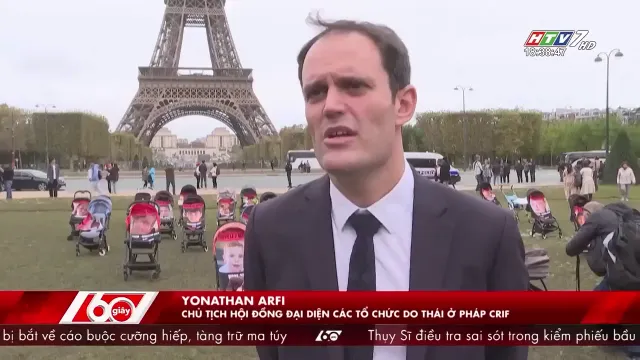 HTV7 HD
18:38:47
YONATHAN ARFI
60 giây
CHỦ TỊCH HỘI ĐỒNG ĐẠI DIỆN CÁC TỔ CHỨC DO THÁI Ở PHÁP CRIF
bị bắt về cáo buộc cưỡng hiếp, tàng trữ ma túy 60 Thụy Sĩ điều tra sai sót trong kiểm phiếu bầu